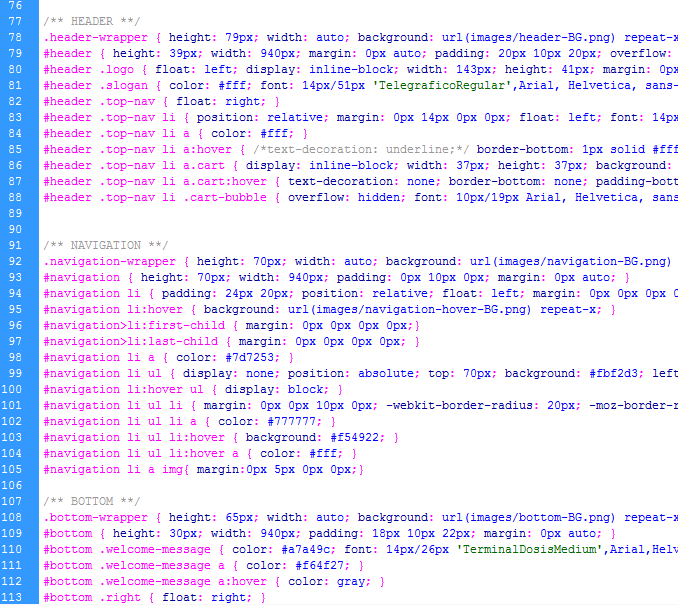 76
77 /** HEADER **/
78 .header-wrapper { height: 79px; width: auto; background: url(images/header-BG.png) repeat-x
79 #header { height: 39px; width: 940px; margin: 0px auto; padding: 20px 10px 20px; overflow:
80 #header .logo { float: left; display: inline-block; width: 143px; height: 41px; margin: 0px
81 #header .slogan { color: #fff; font: 14px/51px 'TelegraficoRegular',Arial, Helvetica, sans-
82 #header .top-nav { float: right; }
83 #header .top-nav li { position: relative; margin: 0px 14px 0px 0px; float: left; font: 14px
84 #header .top-nav li a { color: #fff; }
85 #header .top-nav li a:hover { /*text-decoration: underline;*/ border-bottom: 1px solid #fff
86 #header .top-nav li a.cart { display: inline-block; width: 37px; height: 37px; background:
87 #header .top-nav li a.cart:hover { text-decoration: none; border-bottom: none; padding-bott
88 #header .top-nav li .cart-bubble { overflow: hidden; font: 10px/19px Arial, Helvetica, sans
89
90
91 /** NAVIGATION **/
92 .navigation-wrapper { height: 70px; width: auto; background: url(images/navigation-BG.png)
93 #navigation { height: 70px; width: 940px; padding: 0px 10px 0px; margin: 0px auto; }
94 #navigation li { padding: 24px 20px; position: relative; float: left; margin: 0px 0px 0px 0
95 #navigation li:hover { background: url(images/navigation-hover-BG.png) repeat-x; }
96 #navigation>li:first-child { margin: 0px 0px 0px 0px;}
97 #navigation>li:last-child { margin: 0px 0px 0px 0px; }
98 #navigation li a { color: #7d7253; }
99 #navigation li ul { display: none; position: absolute; top: 70px; background: #fbf2d3; left
100 #navigation li:hover ul { display: block; }
101 #navigation li ul li { margin: 0px 0px 10px 0px; -webkit-border-radius: 20px; -moz-border-r
102 #navigation li ul li a { color: #777777; }
103 #navigation li ul li:hover { background: #f54922; }
104 #navigation li ul li:hover a { color: #fff; }
105 #navigation li a img{ margin:0px 5px 0px 0px;}
106
107 /** BOTTOM **/
108 .bottom-wrapper { height: 65px; width: auto; background: url(images/bottom-BG.png) repeat-x
109 #bottom { height: 30px; width: 940px; padding: 18px 10px 22px; margin: 0px auto; }
110 #bottom .welcome-message { color: #a7a49c; font: 14px/26px 'TerminalDosisMedium',Arial,Helv
111 #bottom .welcome-message a { color: #f64f27; }
112 #bottom .welcome-message a:hover { color: gray; }
113 #bottom .right { float: right; }